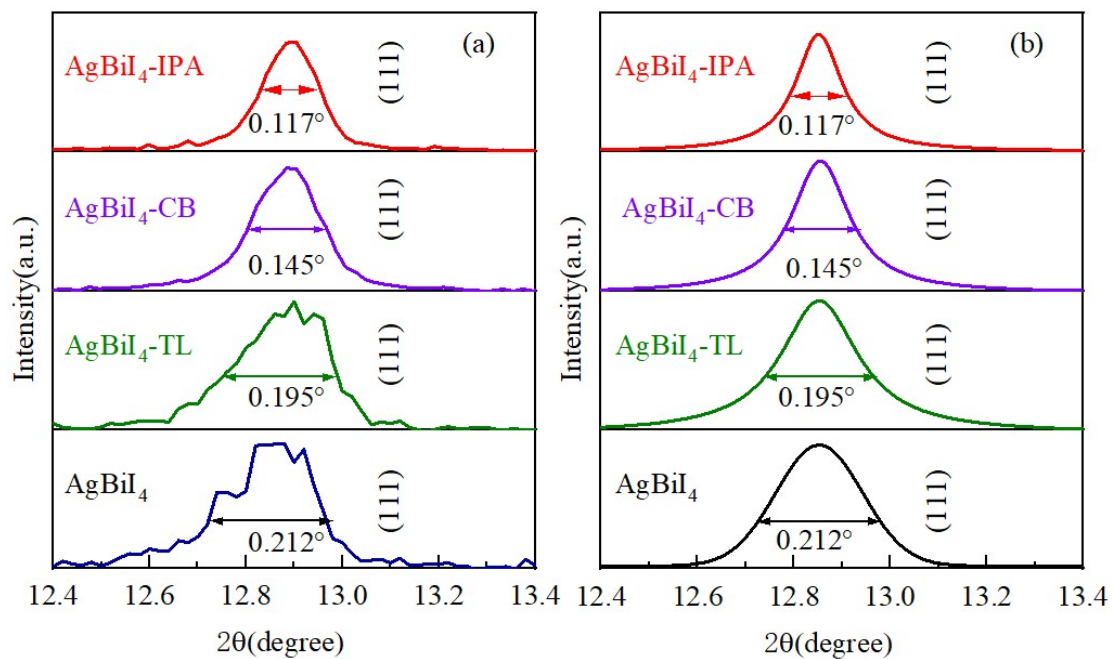 (a)
AgBiI₄-IPA
(111)
0.117°
AgBiI₄-CB
(111)
0.145°
AgBiI₄-TL
(111)
0.195°
AgBiI₄
(111)
0.212°
Intensity(a.u.)
12.4 12.6 12.8 13.0 13.2 13.4
2θ(degree)
(b)
AgBiI₄-IPA
(111)
0.117°
AgBiI₄-CB
(111)
0.145°
AgBiI₄-TL
(111)
0.195°
AgBiI₄
(111)
0.212°
Intensity(a.u.)
12.4 12.6 12.8 13.0 13.2 13.4
2θ(degree)